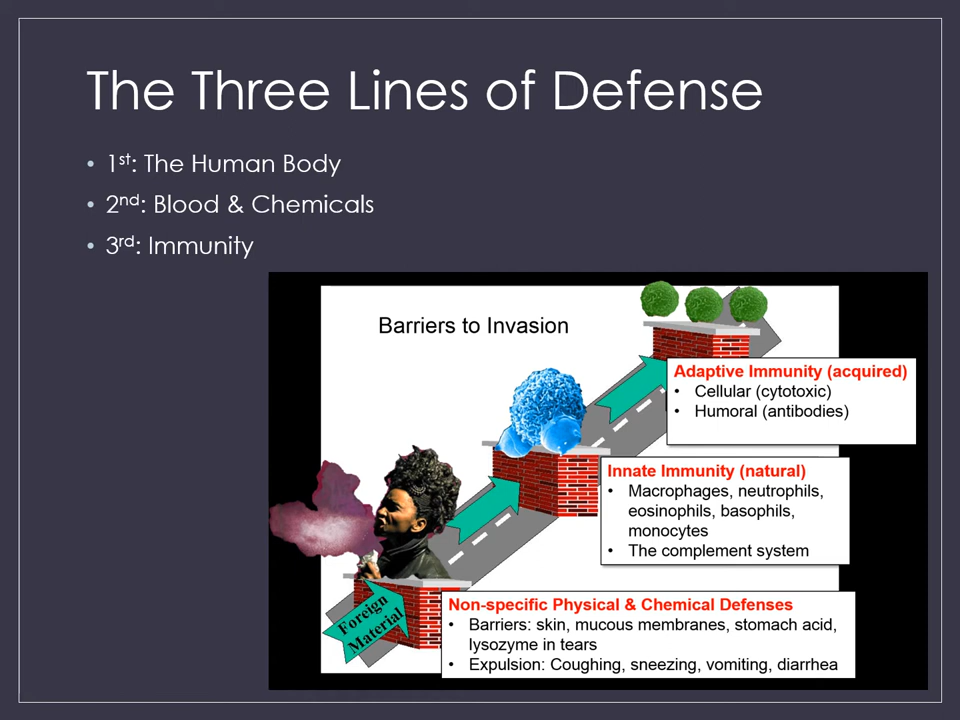 The Three Lines of Defense
• 1st: The Human Body
• 2nd: Blood & Chemicals
• 3rd: Immunity
Barriers to Invasion
Adaptive Immunity (acquired)
• Cellular (cytotoxic)
• Humoral (antibodies)
Innate Immunity (natural)
• Macrophages, neutrophils,
eosinophils, basophils,
monocytes
• The complement system
Foreign
Material
Non-specific Physical & Chemical Defenses
• Barriers: skin, mucous membranes, stomach acid,
lysozyme in tears
• Expulsion: Coughing, sneezing, vomiting, diarrhea